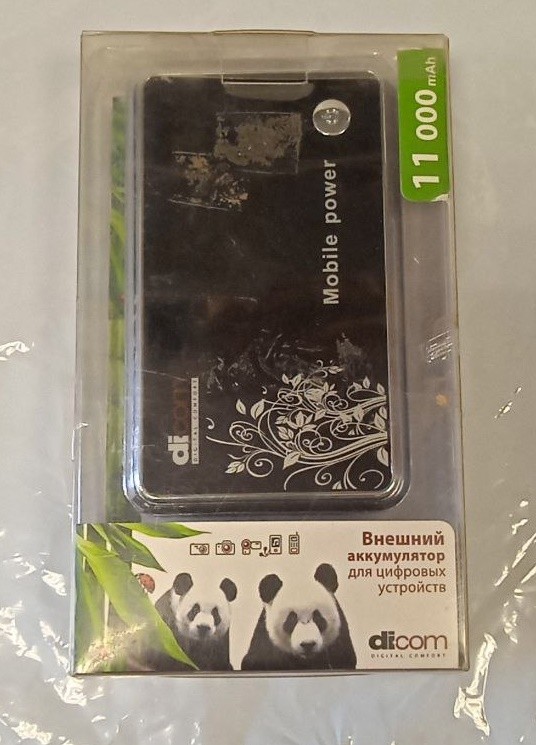 11 000 mAh
Mobile power
dicom
DIGITAL COMFORT
Внешний
аккумулятор
для цифровых
устройств
dicom
DIGITAL COMFORT